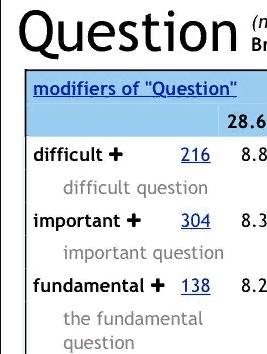 Question (n
Br
modifiers of "Question"
28.6
difficult + 216 8.8
difficult question
important + 304 8.3
important question
fundamental + 138 8.2
the fundamental
question